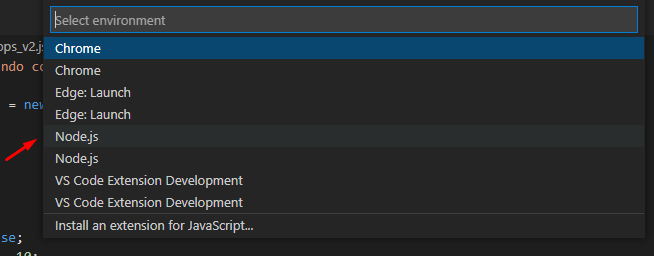 Select environment
ops_v2.js
Chrome
ndo co
Chrome
Edge: Launch
= new
Edge: Launch
Node.js
Node.js
VS Code Extension Development
VS Code Extension Development
Install an extension for JavaScript...
se;
10;